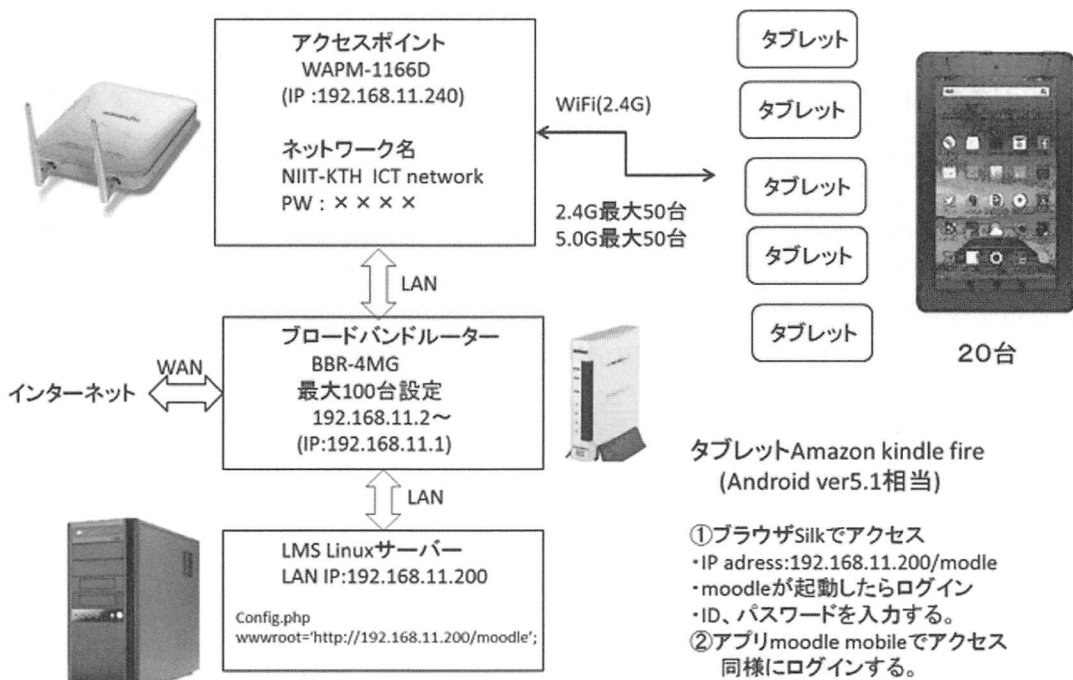 アクセスポイント
WAPM-1166D
(IP :192.168.11.240)
ネットワーク名
NIIT-KTH ICT network
PW : ××××
WiFi(2.4G)
2.4G最大50台
5.0G最大50台
タブレット
タブレット
タブレット
タブレット
タブレット
20台
LAN
ブロードバンドルーター
BBR-4MG
最大100台設定
192.168.11.2～
(IP:192.168.11.1)
WAN
インターネット
LAN
LMS Linuxサーバー
LAN IP:192.168.11.200
Config.php
wwwroot='http://192.168.11.200/moodle';
タブレットAmazon kindle fire
(Android ver5.1相当)
①ブラウザSilkでアクセス
・IP adress:192.168.11.200/modle
・moodleが起動したらログイン
・ID、パスワードを入力する。
②アプリmoodle mobileでアクセス
同様にログインする。